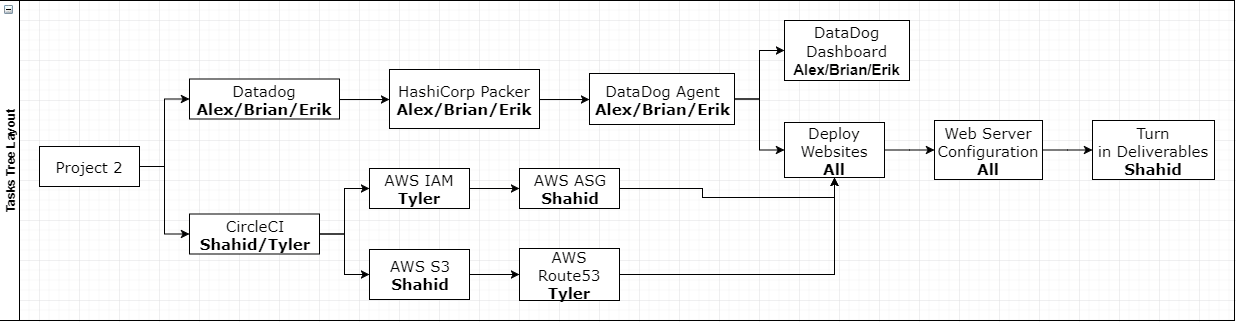 Tasks Tree Layout
Project 2
Datadog
Alex/Brian/Erik
HashiCorp Packer
Alex/Brian/Erik
DataDog Agent
Alex/Brian/Erik
DataDog
Dashboard
Alex/Brian/Erik
Deploy
Websites
All
Web Server
Configuration
All
Turn
in Deliverables
Shahid
CircleCI
Shahid/Tyler
AWS IAM
Tyler
AWS ASG
Shahid
AWS S3
Shahid
AWS
Route53
Tyler